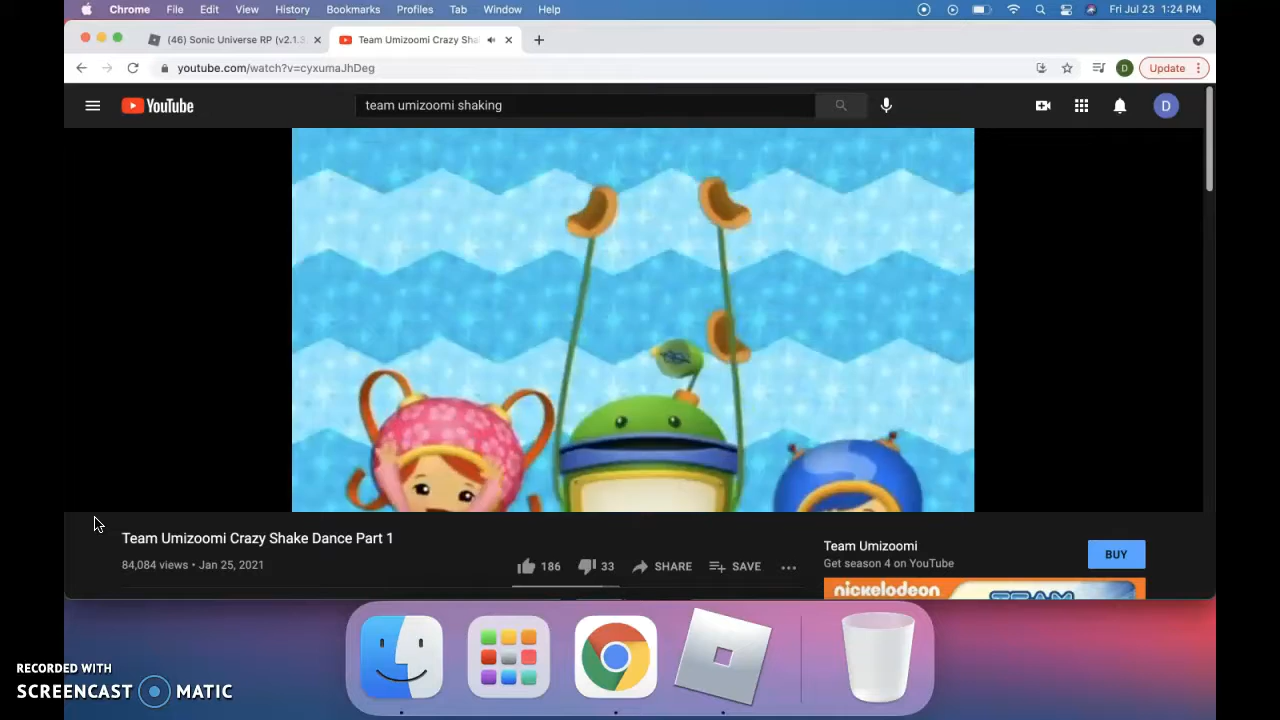 Chrome File Edit View History Bookmarks Profiles Tab Window Help Fri Jul 23 1:24 PM
(46) Sonic Universe RP (v2.1.3 Team Umizoomi Crazy Sha
youtube.com/watch?v=cyxumaJhDeg D Update
YouTube team umizoomi shaking D
Team Umizoomi Crazy Shake Dance Part 1
84,084 views • Jan 25, 2021
186 33 SHARE SAVE
Team Umizoomi
Get season 4 on YouTube
BUY
nickelodeon TEAM
RECORDED WITH
SCREENCAST MATIC